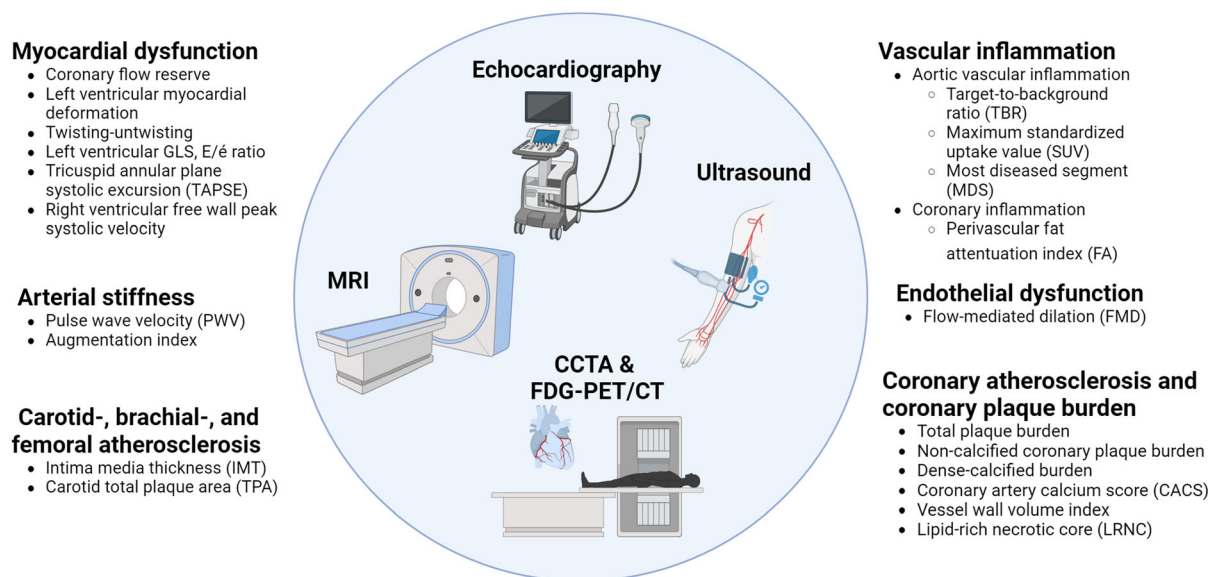 Myocardial dysfunction
• Coronary flow reserve
• Left ventricular myocardial
deformation
• Twisting-untwisting
• Left ventricular GLS, E/é ratio
• Tricuspid annular plane
systolic excursion (TAPSE)
• Right ventricular free wall peak
systolic velocity
Arterial stiffness
• Pulse wave velocity (PWV)
• Augmentation index
Carotid-, brachial-, and
femoral atherosclerosis
• Intima media thickness (IMT)
• Carotid total plaque area (TPA)
Echocardiography
Ultrasound
MRI
CCTA &
FDG-PET/CT
Vascular inflammation
• Aortic vascular inflammation
○ Target-to-background
ratio (TBR)
○ Maximum standardized
uptake value (SUV)
○ Most diseased segment
(MDS)
• Coronary inflammation
○ Perivascular fat
attentuation index (FA)
Endothelial dysfunction
• Flow-mediated dilation (FMD)
Coronary atherosclerosis and
coronary plaque burden
• Total plaque burden
• Non-calcified coronary plaque burden
• Dense-calcified burden
• Coronary artery calcium score (CACS)
• Vessel wall volume index
• Lipid-rich necrotic core (LRNC)